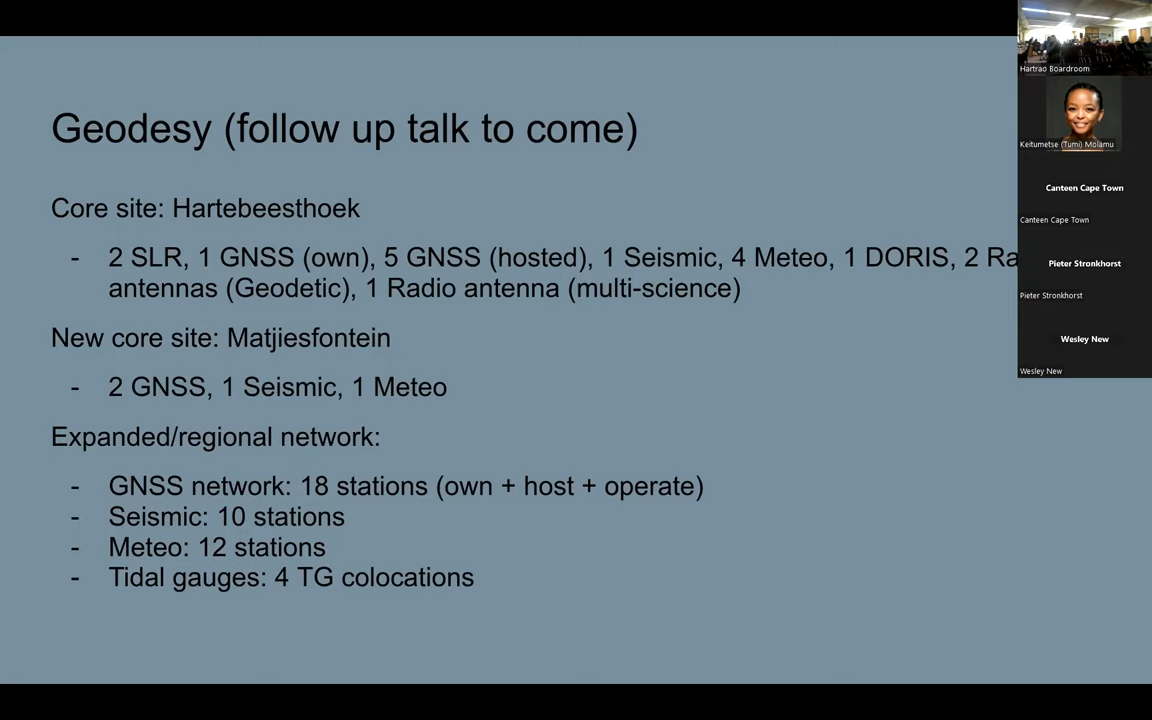 Geodesy (follow up talk to come)
Core site: Hartebeesthoek
- 2 SLR, 1 GNSS (own), 5 GNSS (hosted), 1 Seismic, 4 Meteo, 1 DORIS, 2 Ra
antennas (Geodetic), 1 Radio antenna (multi-science)
New core site: Matjiesfontein
- 2 GNSS, 1 Seismic, 1 Meteo
Expanded/regional network:
- GNSS network: 18 stations (own + host + operate)
- Seismic: 10 stations
- Meteo: 12 stations
- Tidal gauges: 4 TG colocations
Hartrao Boardroom
Keitumetse (Tumi) Molamu
Canteen Cape Town
Canteen Cape Town
Pieter Stronkhorst
Pieter Stronkhorst
Wesley New
Wesley New